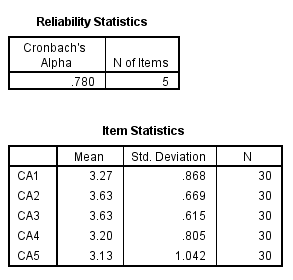 Reliability Statistics
Cronbach's
Alpha N of Items
.780 5
Item Statistics
Mean Std. Deviation N
CA1 3.27 .868 30
CA2 3.63 .669 30
CA3 3.63 .615 30
CA4 3.20 .805 30
CA5 3.13 1.042 30